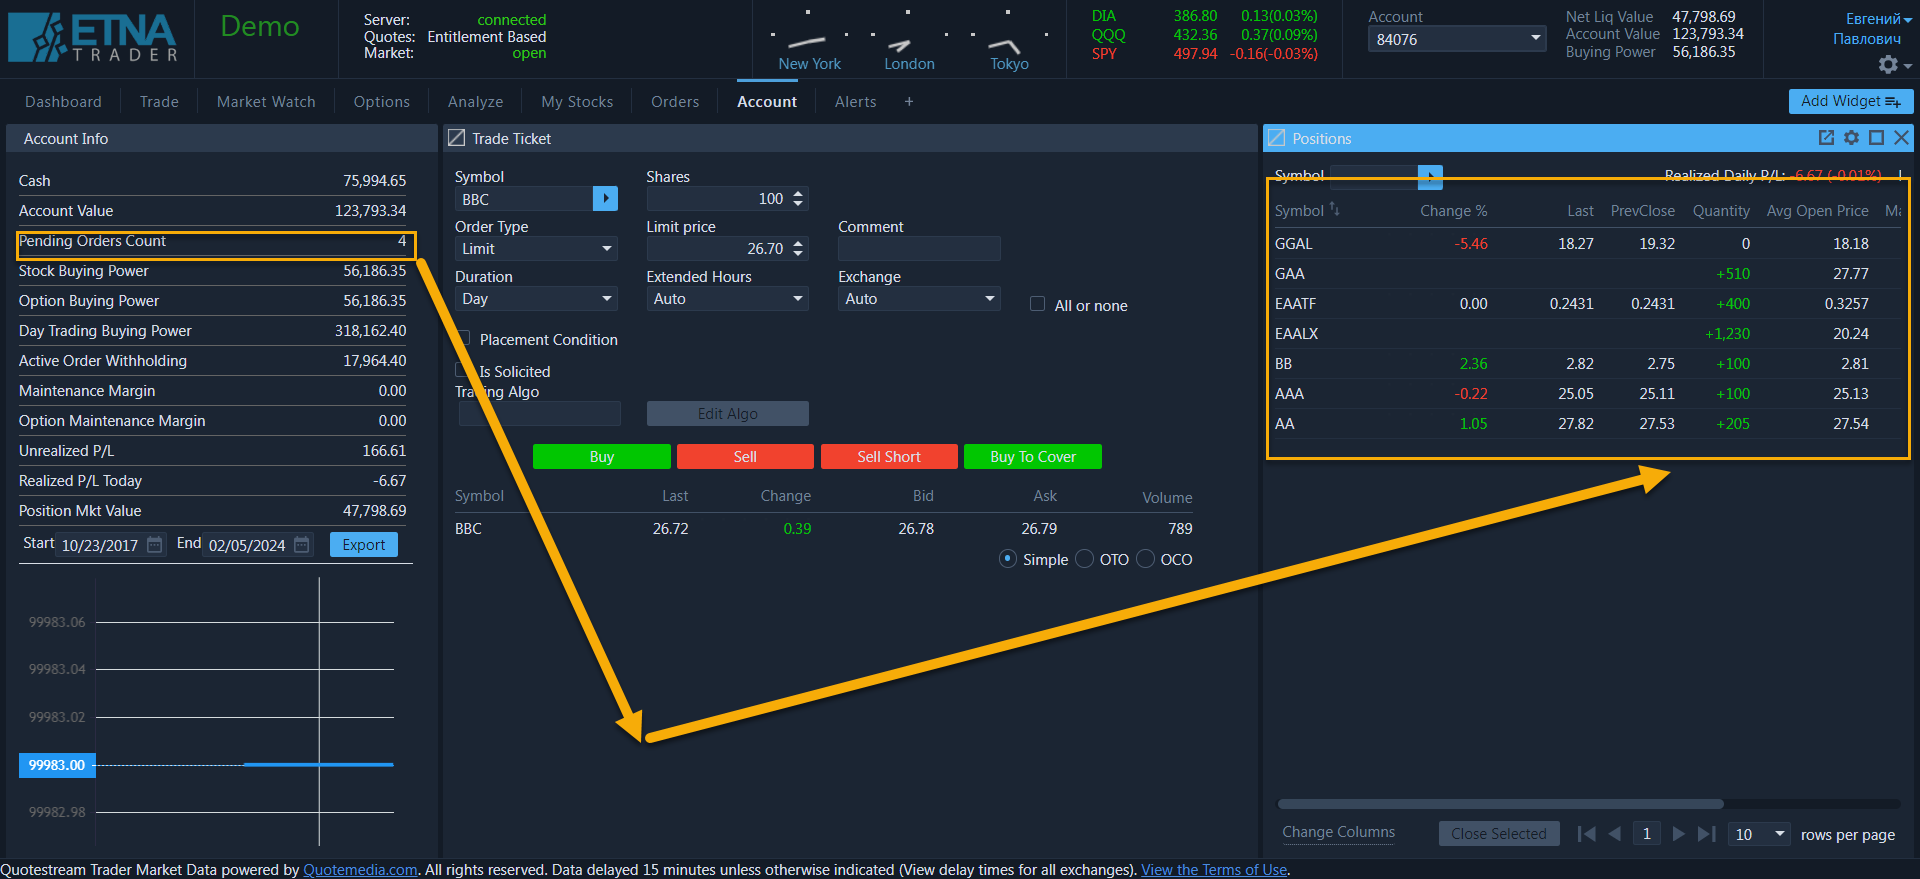 ETNA
TRADER
Demo
Server: connected
Quotes: Entitlement Based
Market: open
New York
London
Tokyo
DIA 386.80 0.13(0.03%)
QQQ 432.36 0.37(0.09%)
SPY 497.94 -0.16(-0.03%)
Account
84076
Net Liq Value 47,798.69
Account Value 123,793.34
Buying Power 56,186.35
Евгений
Павлович
Dashboard Trade Market Watch Options Analyze My Stocks Orders Account Alerts +
Add Widget
Account Info
Cash 75,994.65
Account Value 123,793.34
Pending Orders Count 4
Stock Buying Power 56,186.35
Option Buying Power 56,186.35
Day Trading Buying Power 318,162.40
Active Order Withholding 17,964.40
Maintenance Margin 0.00
Option Maintenance Margin 0.00
Unrealized P/L 166.61
Realized P/L Today -6.67
Position Mkt Value 47,798.69
Start 10/23/2017 End 02/05/2024 Export
99983.06
99983.04
99983.02
99983.00
99982.98
Trade Ticket
Symbol Shares
BBC 100
Order Type Limit price Comment
Limit 26.70
Duration Extended Hours Exchange
Day Auto Auto All or none
Placement Condition
Is Solicited
Trading Algo
Edit Algo
Buy Sell Sell Short Buy To Cover
Symbol Last Change Bid Ask Volume
BBC 26.72 0.39 26.78 26.79 789
Simple OTO OCO
Positions
Symbol Realized Daily P/L: -6.67 (-0.01%)
Symbol Change % Last PrevClose Quantity Avg Open Price
GGAL -5.46 18.27 19.32 0 18.18
GAA +510 27.77
EAATF 0.00 0.2431 0.2431 +400 0.3257
EAALX +1,230 20.24
BB 2.36 2.82 2.75 +100 2.81
AAA -0.22 25.05 25.11 +100 25.13
AA 1.05 27.82 27.53 +205 27.54
Change Columns Close Selected 1 10 rows per page
Quotestream Trader Market Data powered by Quotemedia.com. All rights reserved. Data delayed 15 minutes unless otherwise indicated (View delay times for all exchanges). View the Terms of Use.